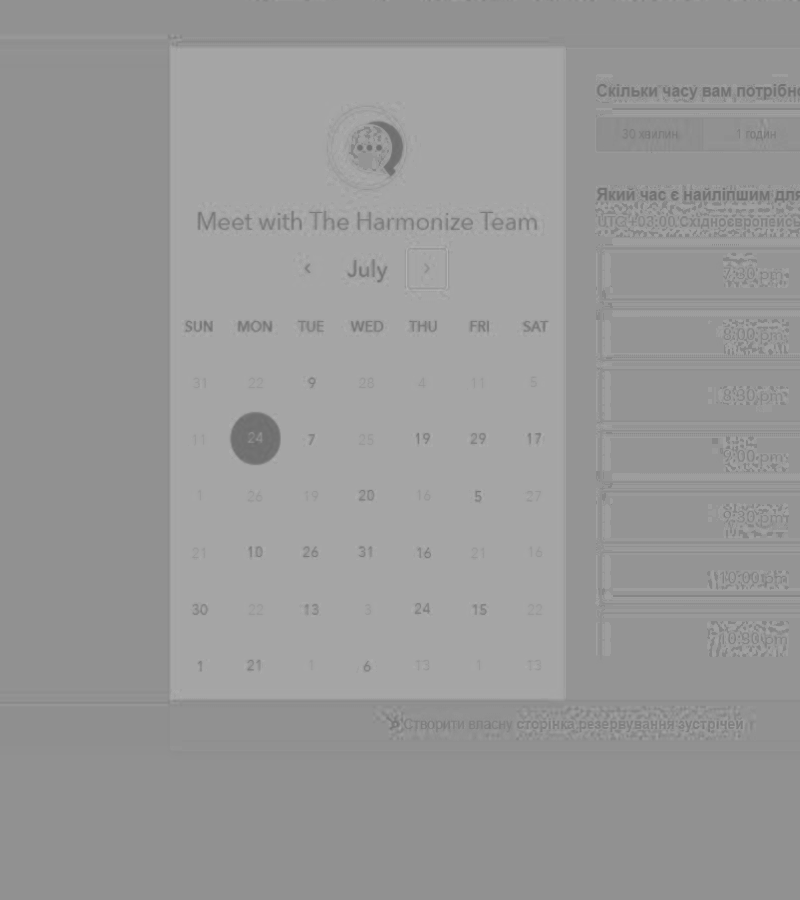 Meet with The Harmonize Team
July
SUN MON TUE WED THU FRI SAT
31 22 9 28 4 11 5
11 24 7 25 19 29 17
1 26 19 20 16 5 27
21 10 26 31 16 21 16
30 22 13 3 24 15 22
1 21 1 6 13 1 13
Скільки часу вам потрібно
30 хвилин 1 годин
Який час є найліпшим для
UTC +03:00 Східноєвропейськ
7:30 pm
8:00 pm
8:30 pm
9:00 pm
9:30 pm
10:00 pm
10:30 pm
Створити власну сторінка резервування зустрічей